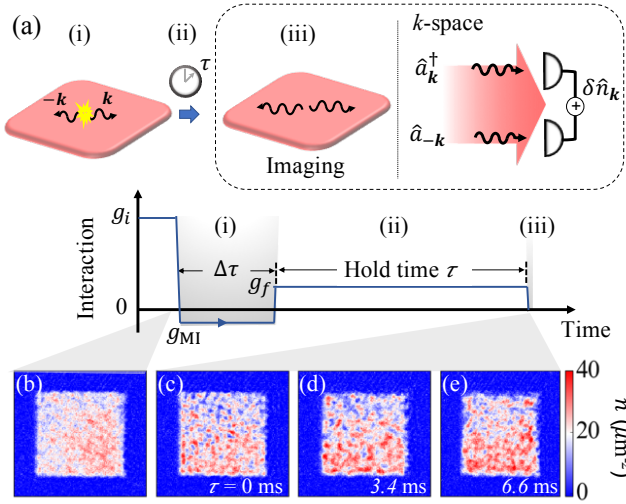 (a)
(i)
(ii)
(iii)
k-space
τ
-k
k
Imaging
â†k
â-k
δn̂k
+
Interaction
gi
0
gMI
(i)
Δτ
gf
(ii)
Hold time τ
(iii)
Time
(b)
(c)
τ = 0 ms
(d)
3.4 ms
(e)
6.6 ms
40
20
0
n (μm⁻²)